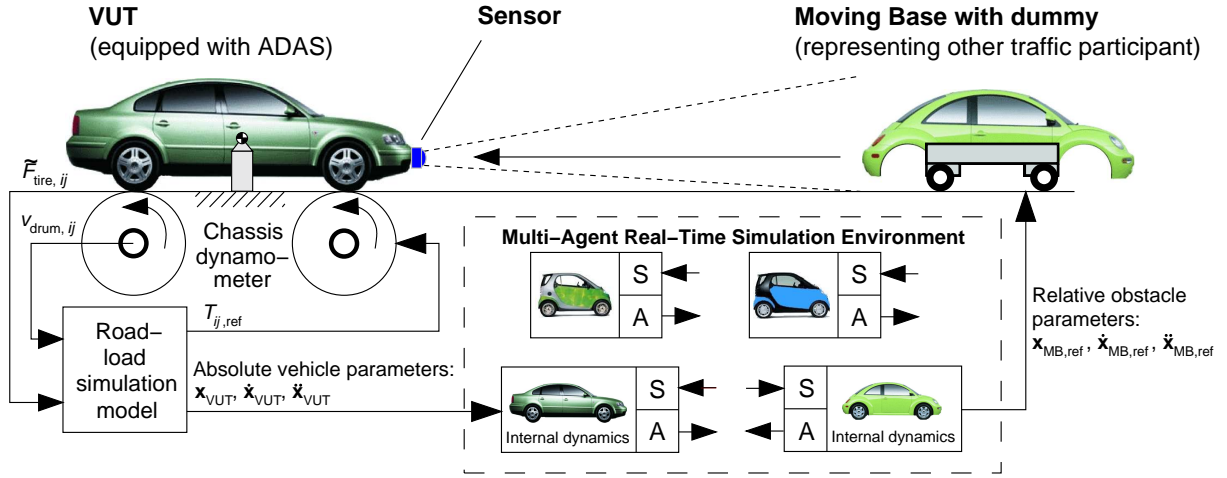 VUT
(equipped with ADAS)
Sensor
Moving Base with dummy
(representing other traffic participant)
F̃tire, ij
vdrum, ij
Chassis
dynamo−
meter
Tij,ref
Road−
load
simulation
model
Absolute vehicle parameters:
xVUT, ẋVUT, ẍVUT
Multi−Agent Real−Time Simulation Environment
S
A
S
A
S
A
Internal dynamics
S
A
Internal dynamics
Relative obstacle
parameters:
xMB,ref , ẋMB,ref , ẍMB,ref